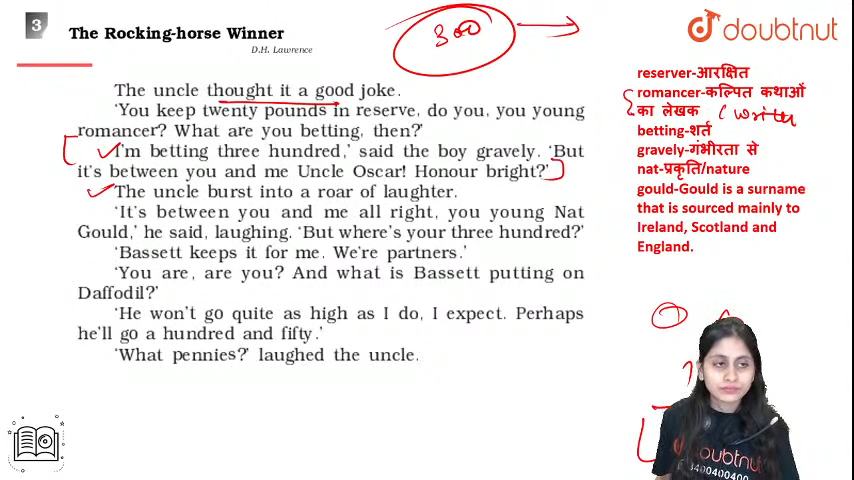 3
The Rocking-horse Winner
D.H. Lawrence
300
doubtnut
The uncle thought it a good joke.
‘You keep twenty pounds in reserve, do you, you young
romancer? What are you betting, then?’
‘I’m betting three hundred,’ said the boy gravely. ‘But
it’s between you and me Uncle Oscar! Honour bright?’
The uncle burst into a roar of laughter.
‘It’s between you and me all right, you young Nat
Gould,’ he said, laughing. ‘But where’s your three hundred?’
‘Bassett keeps it for me. We’re partners.’
‘You are, are you? And what is Bassett putting on
Daffodil?’
‘He won’t go quite as high as I do, I expect. Perhaps
he’ll go a hundred and fifty.’
‘What pennies?’ laughed the uncle.
reserver-आरक्षित
romancer-कल्पित कथाओं
का लेखक (writer
betting-शर्त
gravely-गंभीरता से
nat-प्रकृति/nature
gould-Gould is a surname
that is sourced mainly to
Ireland, Scotland and
England.
doubtnut
8400400400